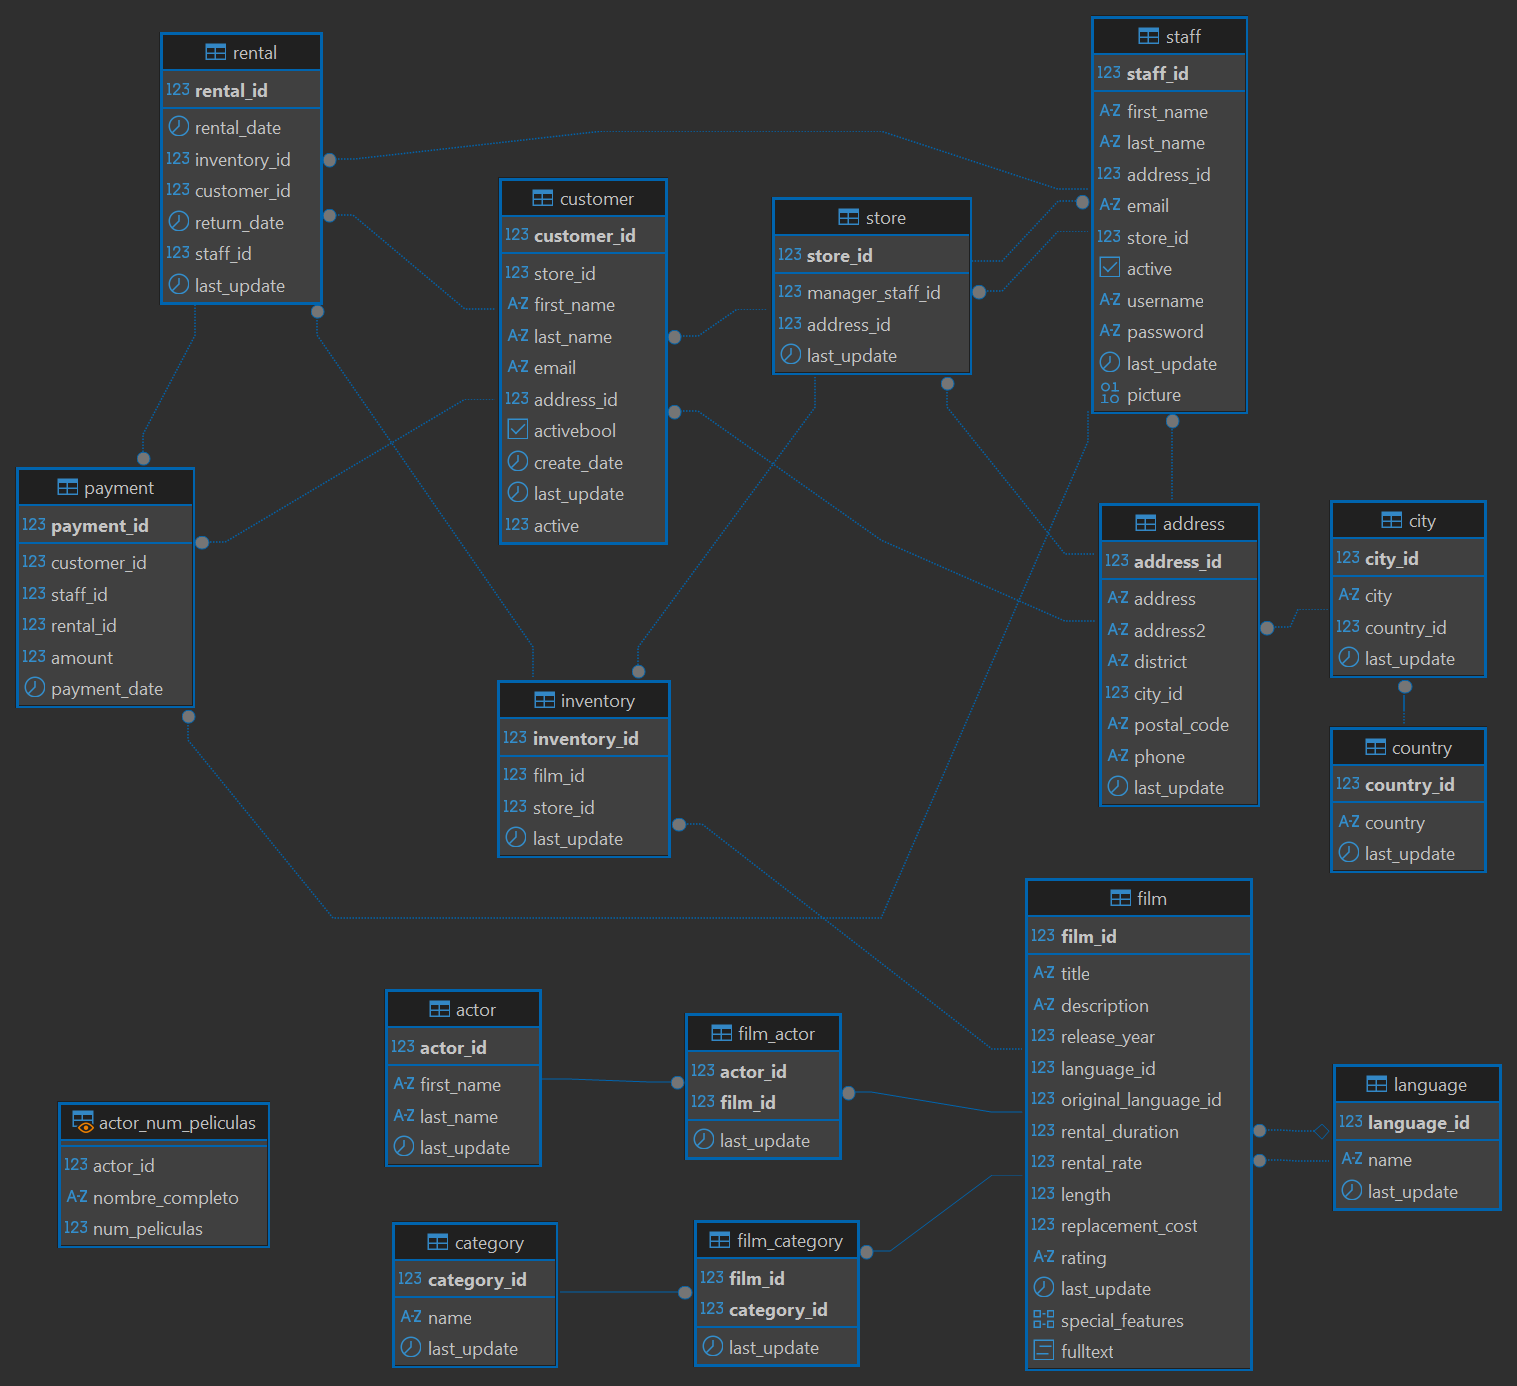 rental
123 rental_id
rental_date
123 inventory_id
123 customer_id
return_date
123 staff_id
last_update
staff
123 staff_id
A-Z first_name
A-Z last_name
123 address_id
A-Z email
123 store_id
active
A-Z username
A-Z password
last_update
01
10 picture
customer
123 customer_id
123 store_id
A-Z first_name
A-Z last_name
A-Z email
123 address_id
activebool
create_date
last_update
123 active
store
123 store_id
123 manager_staff_id
123 address_id
last_update
payment
123 payment_id
123 customer_id
123 staff_id
123 rental_id
123 amount
payment_date
address
123 address_id
A-Z address
A-Z address2
A-Z district
123 city_id
A-Z postal_code
A-Z phone
last_update
city
123 city_id
A-Z city
123 country_id
last_update
inventory
123 inventory_id
123 film_id
123 store_id
last_update
country
123 country_id
A-Z country
last_update
film
123 film_id
A-Z title
A-Z description
123 release_year
123 language_id
123 original_language_id
123 rental_duration
123 rental_rate
123 length
123 replacement_cost
A-Z rating
last_update
special_features
fulltext
actor
123 actor_id
A-Z first_name
A-Z last_name
last_update
film_actor
123 actor_id
123 film_id
last_update
language
123 language_id
A-Z name
last_update
actor_num_peliculas
123 actor_id
A-Z nombre_completo
123 num_peliculas
category
123 category_id
A-Z name
last_update
film_category
123 film_id
123 category_id
last_update